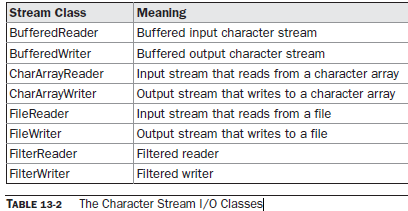 Stream Class Meaning
BufferedReader Buffered input character stream
BufferedWriter Buffered output character stream
CharArrayReader Input stream that reads from a character array
CharArrayWriter Output stream that writes to a character array
FileReader Input stream that reads from a file
FileWriter Output stream that writes to a file
FilterReader Filtered reader
FilterWriter Filtered writer
TABLE 13-2 The Character Stream I/O Classes